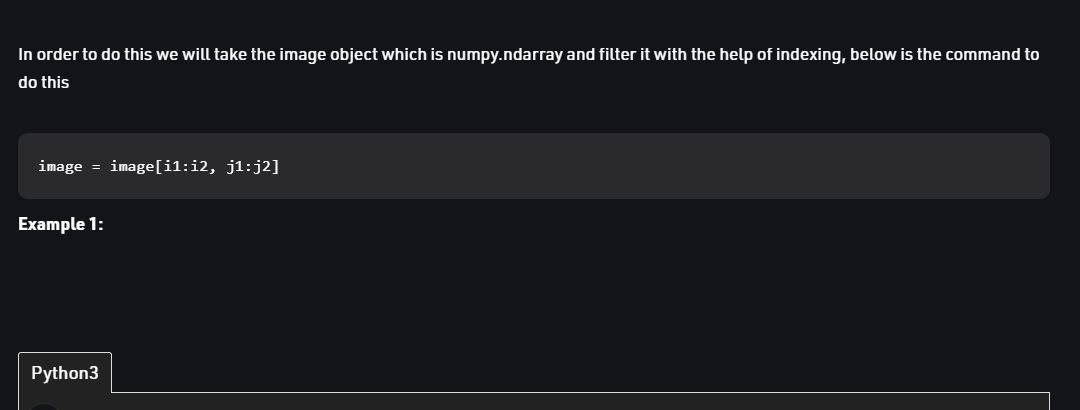 In order to do this we will take the image object which is numpy.ndarray and filter it with the help of indexing, below is the command to
do this
image = image[i1:i2, j1:j2]
Example 1:
Python3